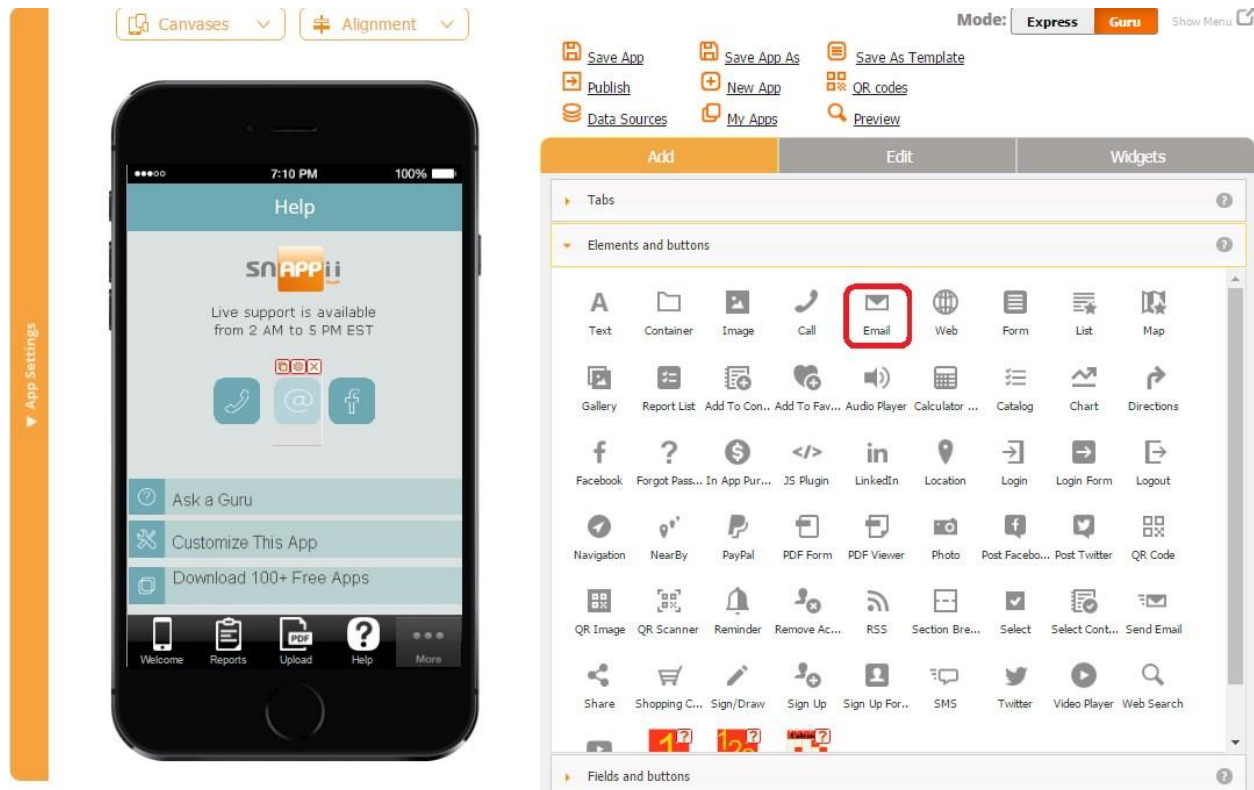 Canvases
Alignment
Mode: Express Guru Show Menu
Save App Save App As Save As Template
Publish New App QR codes
Data Sources My Apps Preview
Add Edit Widgets
Tabs
Elements and buttons
Text Container Image Call Email Web Form List Map
Gallery Report List Add To Con... Add To Fav... Audio Player Calculator ... Catalog Chart Directions
Facebook Forgot Pass... In App Pur... JS Plugin LinkedIn Location Login Login Form Logout
Navigation NearBy PayPal PDF Form PDF Viewer Photo Post Facebo... Post Twitter QR Code
QR Image QR Scanner Reminder Remove Ac... RSS Section Bre... Select Select Cont... Send Email
Share Shopping C... Sign/Draw Sign Up Sign Up For.. SMS Twitter Video Player Web Search
Fields and buttons
App Settings
7:10 PM 100%
Help
snAPPii
Live support is available
from 2 AM to 5 PM EST
Ask a Guru
Customize This App
Download 100+ Free Apps
PDF
Welcome Reports Upload Help More